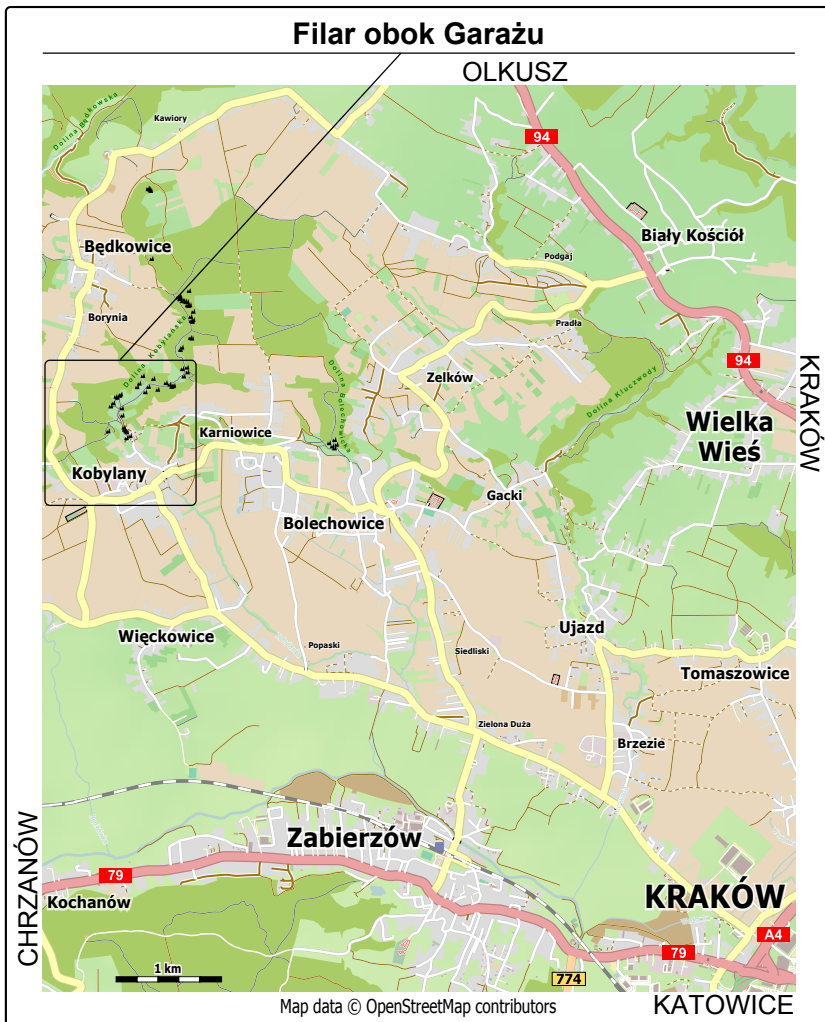 Filar obok Garażu
OLKUSZ
Dolina Będkowska
Kawiory
94
Biały Kościół
Podgaj
Będkowice
Borynia
Dolina Kobylańska
Pradła
94
KRAKÓW
Dolina Bolechowicka
Zelków
Dolina Kluczwody
Wielka
Wieś
Karniowice
Kobylany
Gacki
Bolechowice
Więckowice
Popaski
Siedliski
Ujazd
Tomaszowice
Zielona Duża
Brzezie
CHRZANÓW
Zabierzów
79
Kochanów
KRAKÓW
A4
79
774
1 km
Map data © OpenStreetMap contributors
KATOWICE